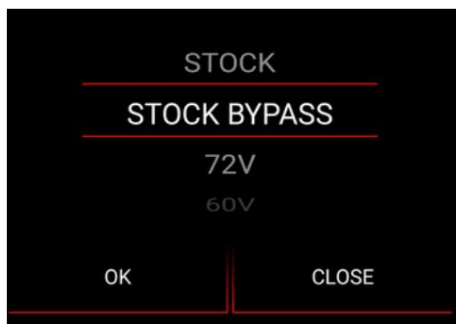 STOCK
STOCK BYPASS
72V
60V
OK
CLOSE